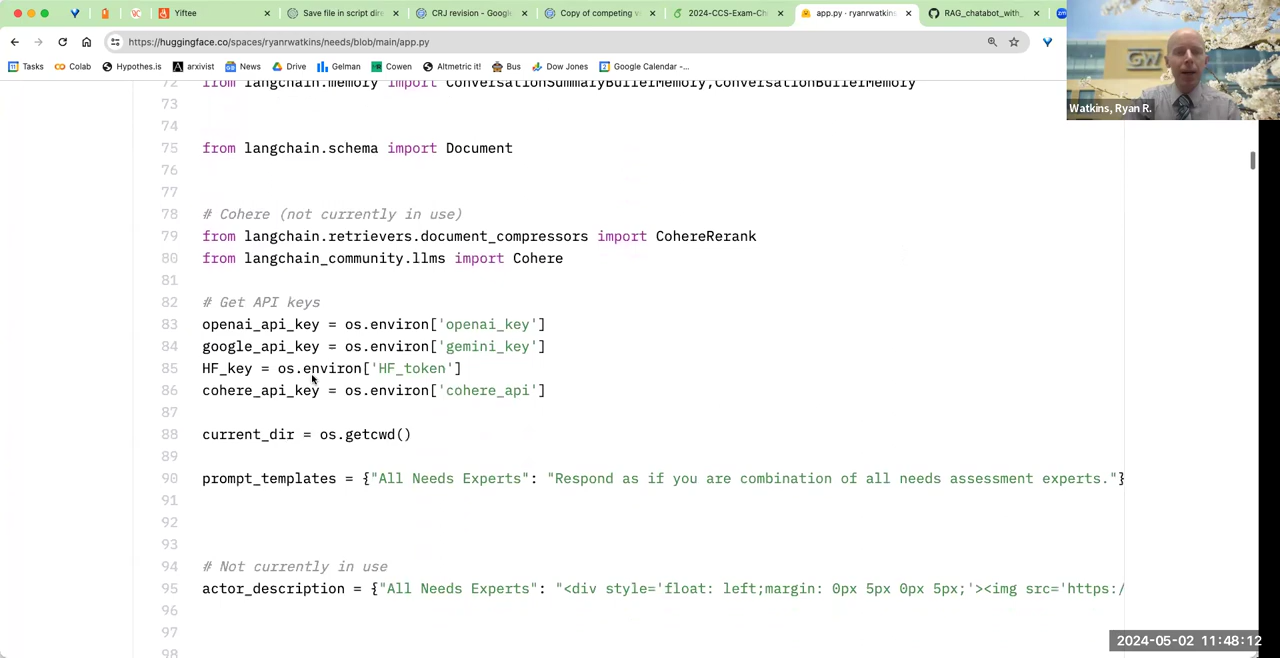 Yiftee
Save file in script dire
CRJ revision - Google
Copy of competing v
2024-CCS-Exam-Ch
app.py · ryanrwatkins
RAG_chatabot_with_
https://huggingface.co/spaces/ryanrwatkins/needs/blob/main/app.py
Tasks Colab Hypothes.is arxivist News Drive Gelman Cowen Altmetric it! Bus Dow Jones Google Calendar -...
GW
Watkins, Ryan R.
72 from langchain.memory import ConversationSummaryBufferMemory,ConversationBufferMemory
73
74
75 from langchain.schema import Document
76
77
78 # Cohere (not currently in use)
79 from langchain.retrievers.document_compressors import CohereRerank
80 from langchain_community.llms import Cohere
81
82 # Get API keys
83 openai_api_key = os.environ['openai_key']
84 google_api_key = os.environ['gemini_key']
85 HF_key = os.environ['HF_token']
86 cohere_api_key = os.environ['cohere_api']
87
88 current_dir = os.getcwd()
89
90 prompt_templates = {"All Needs Experts": "Respond as if you are combination of all needs assessment experts."}
91
92
93
94 # Not currently in use
95 actor_description = {"All Needs Experts": "<div style='float: left;margin: 0px 5px 0px 5px;'><img src='https:/
96
97
98
2024-05-02 11:48:12